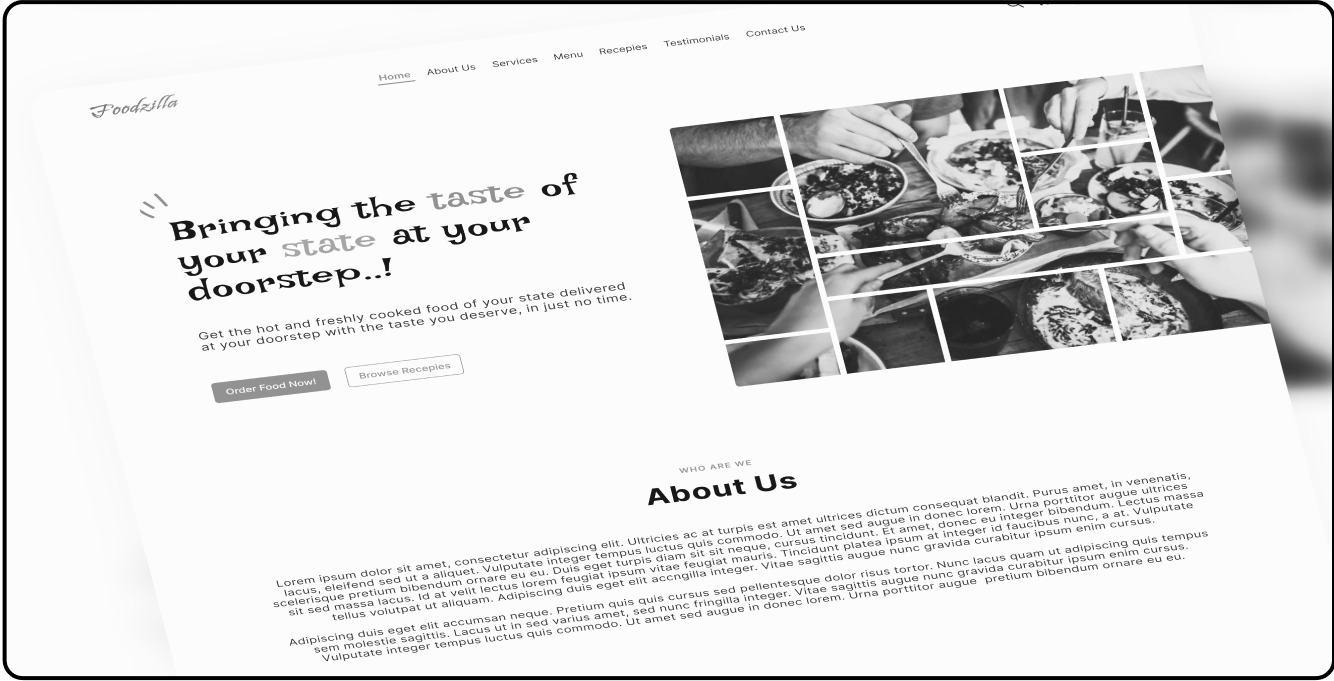 Home About Us Services Menu Recepies Testimonials Contact Us
Foodzilla
Bringing the taste of
your state at your
doorstep..!
Get the hot and freshly cooked food of your state delivered
at your doorstep with the taste you deserve, in just no time.
Order Food Now! Browse Recepies
WHO ARE WE
About Us
Lorem ipsum dolor sit amet, consectetur adipiscing elit. Ultricies ac at turpis est amet ultrices dictum consequat blandit. Purus amet, in venenatis,
lacus, eleifend sed ut a aliquet. Vulputate integer tempus luctus quis commodo. Ut amet sed augue in donec lorem. Urna porttitor augue ultrices
scelerisque pretium bibendum ornare eu eu. Duis eget turpis diam sit sit neque, cursus tincidunt. Et amet, donec eu integer bibendum. Lectus massa
sit sed massa lacus. Id at velit lectus lorem feugiat ipsum vitae feugiat mauris. Tincidunt platea ipsum at integer id faucibus nunc, a at. Vulputate
tellus volutpat ut aliquam. Adipiscing duis eget elit accngilla integer. Vitae sagittis augue nunc gravida curabitur ipsum enim cursus.
Adipiscing duis eget elit accumsan neque. Pretium quis quis cursus sed pellentesque dolor risus tortor. Nunc lacus quam ut adipiscing quis tempus
sem molestie sagittis. Lacus ut in sed varius amet, sed nunc fringilla integer. Vitae sagittis augue nunc gravida curabitur ipsum enim cursus.
Vulputate integer tempus luctus quis commodo. Ut amet sed augue in donec lorem. Urna porttitor augue pretium bibendum ornare eu eu.